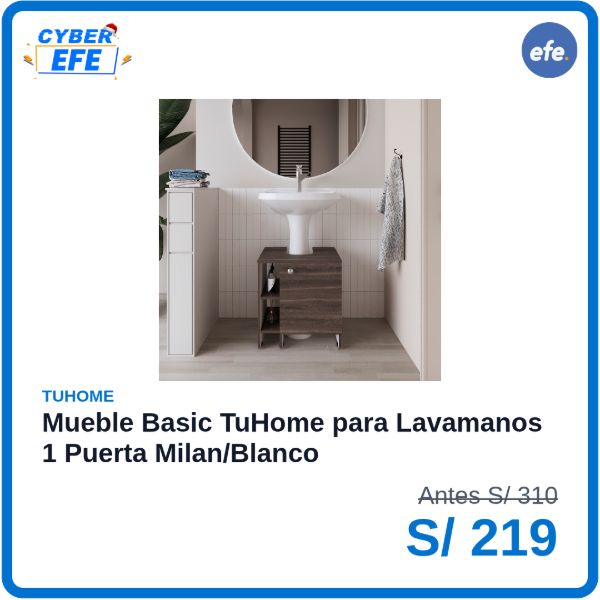 CYBER
EFE
efe.
TUHOME
Mueble Basic TuHome para Lavamanos
1 Puerta Milan/Blanco
Antes S/ 310
S/ 219